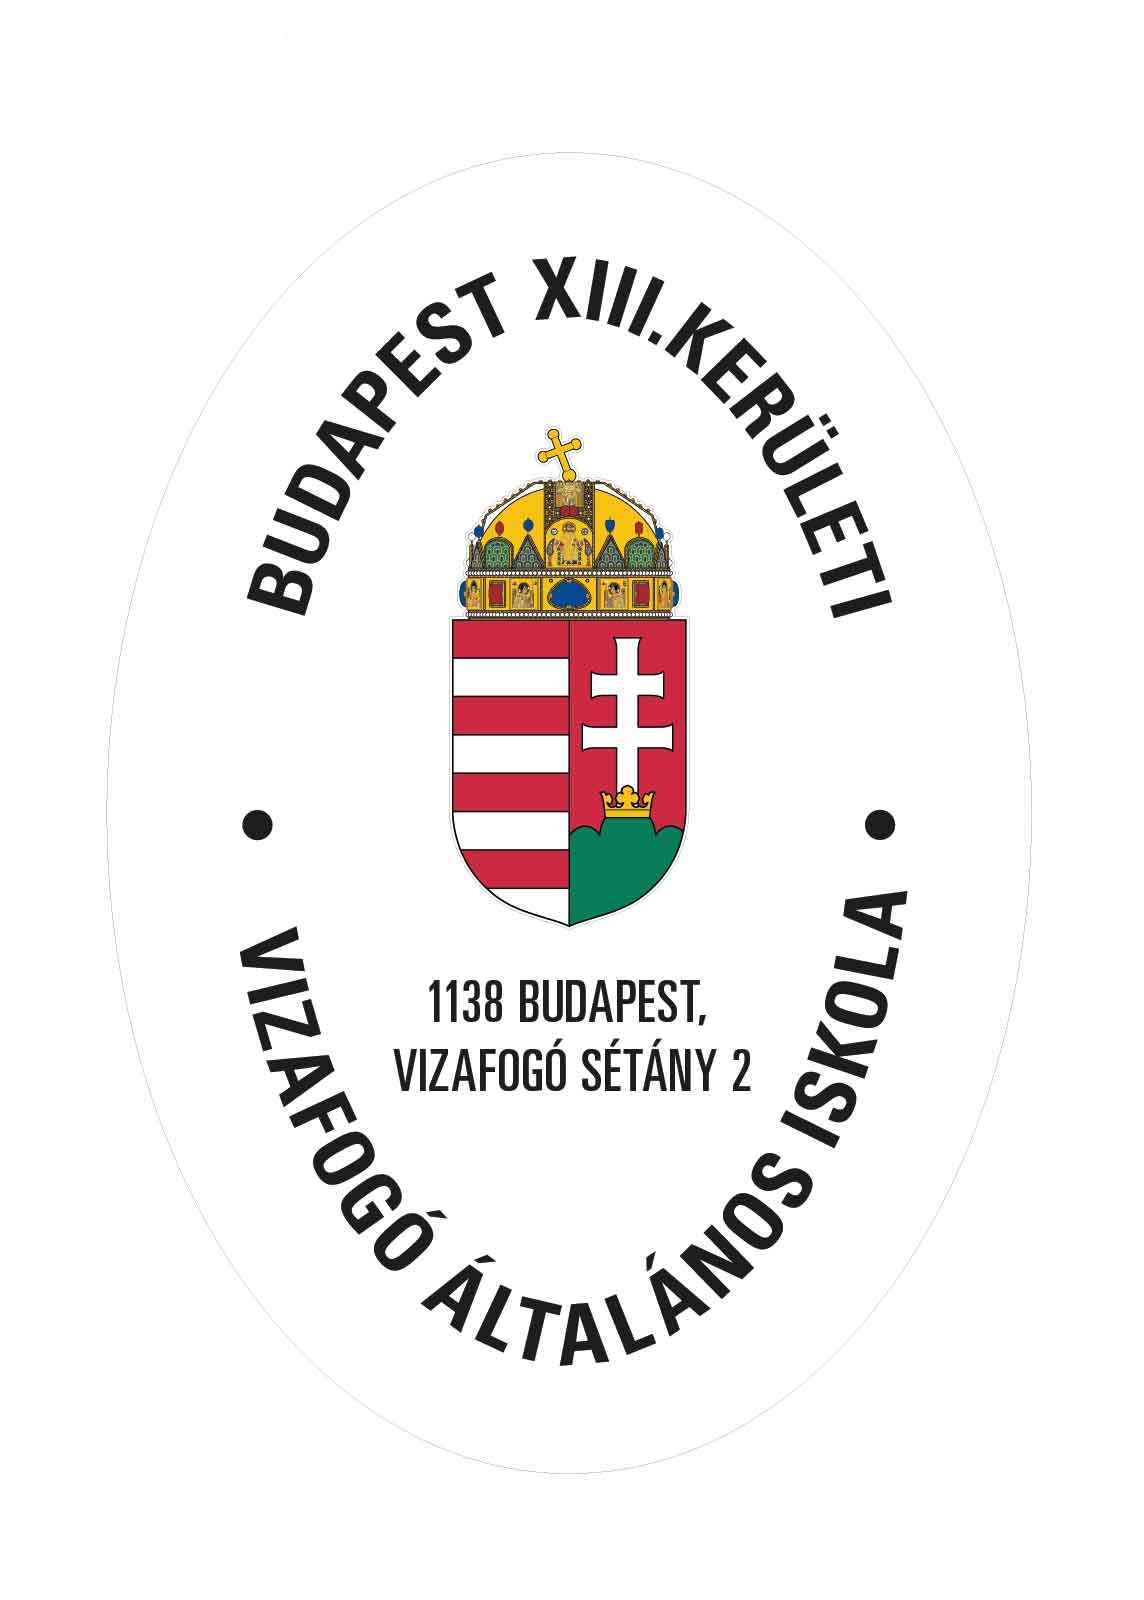 BUDAPEST XIII.KERÜLETI
1138 BUDAPEST,
VIZAFOGÓ SÉTÁNY 2
VIZAFOGÓ ÁLTALÁNOS ISKOLA